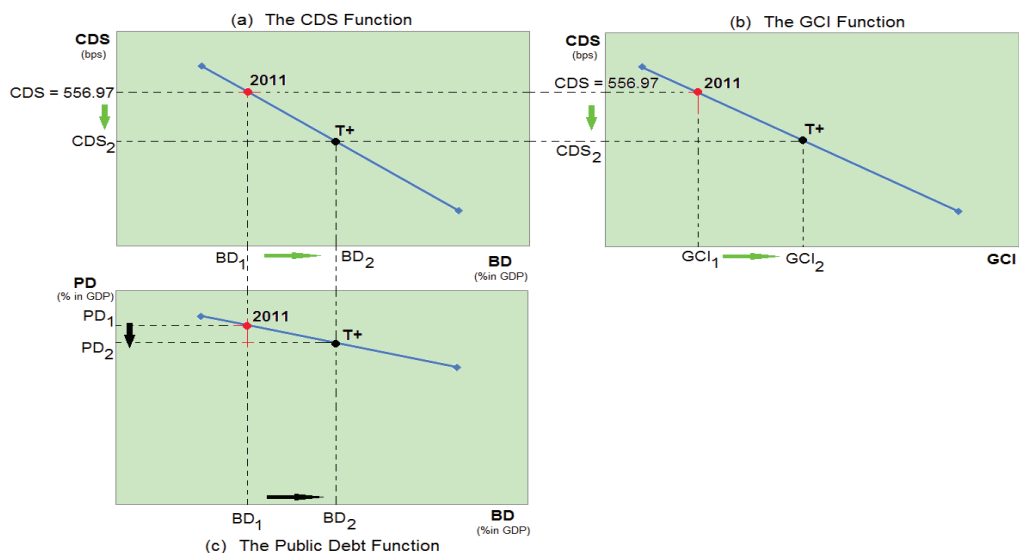 (a) The CDS Function
CDS
(bps)
CDS = 556.97
2011
T+
CDS2
BD1
BD2
BD
(%in GDP)
(b) The GCI Function
CDS
(bps)
CDS = 556.97
2011
T+
CDS2
GCI1
GCI2
GCI
PD
(% in GDP)
PD1
2011
T+
PD2
BD1
BD2
BD
(%in GDP)
(c) The Public Debt Function